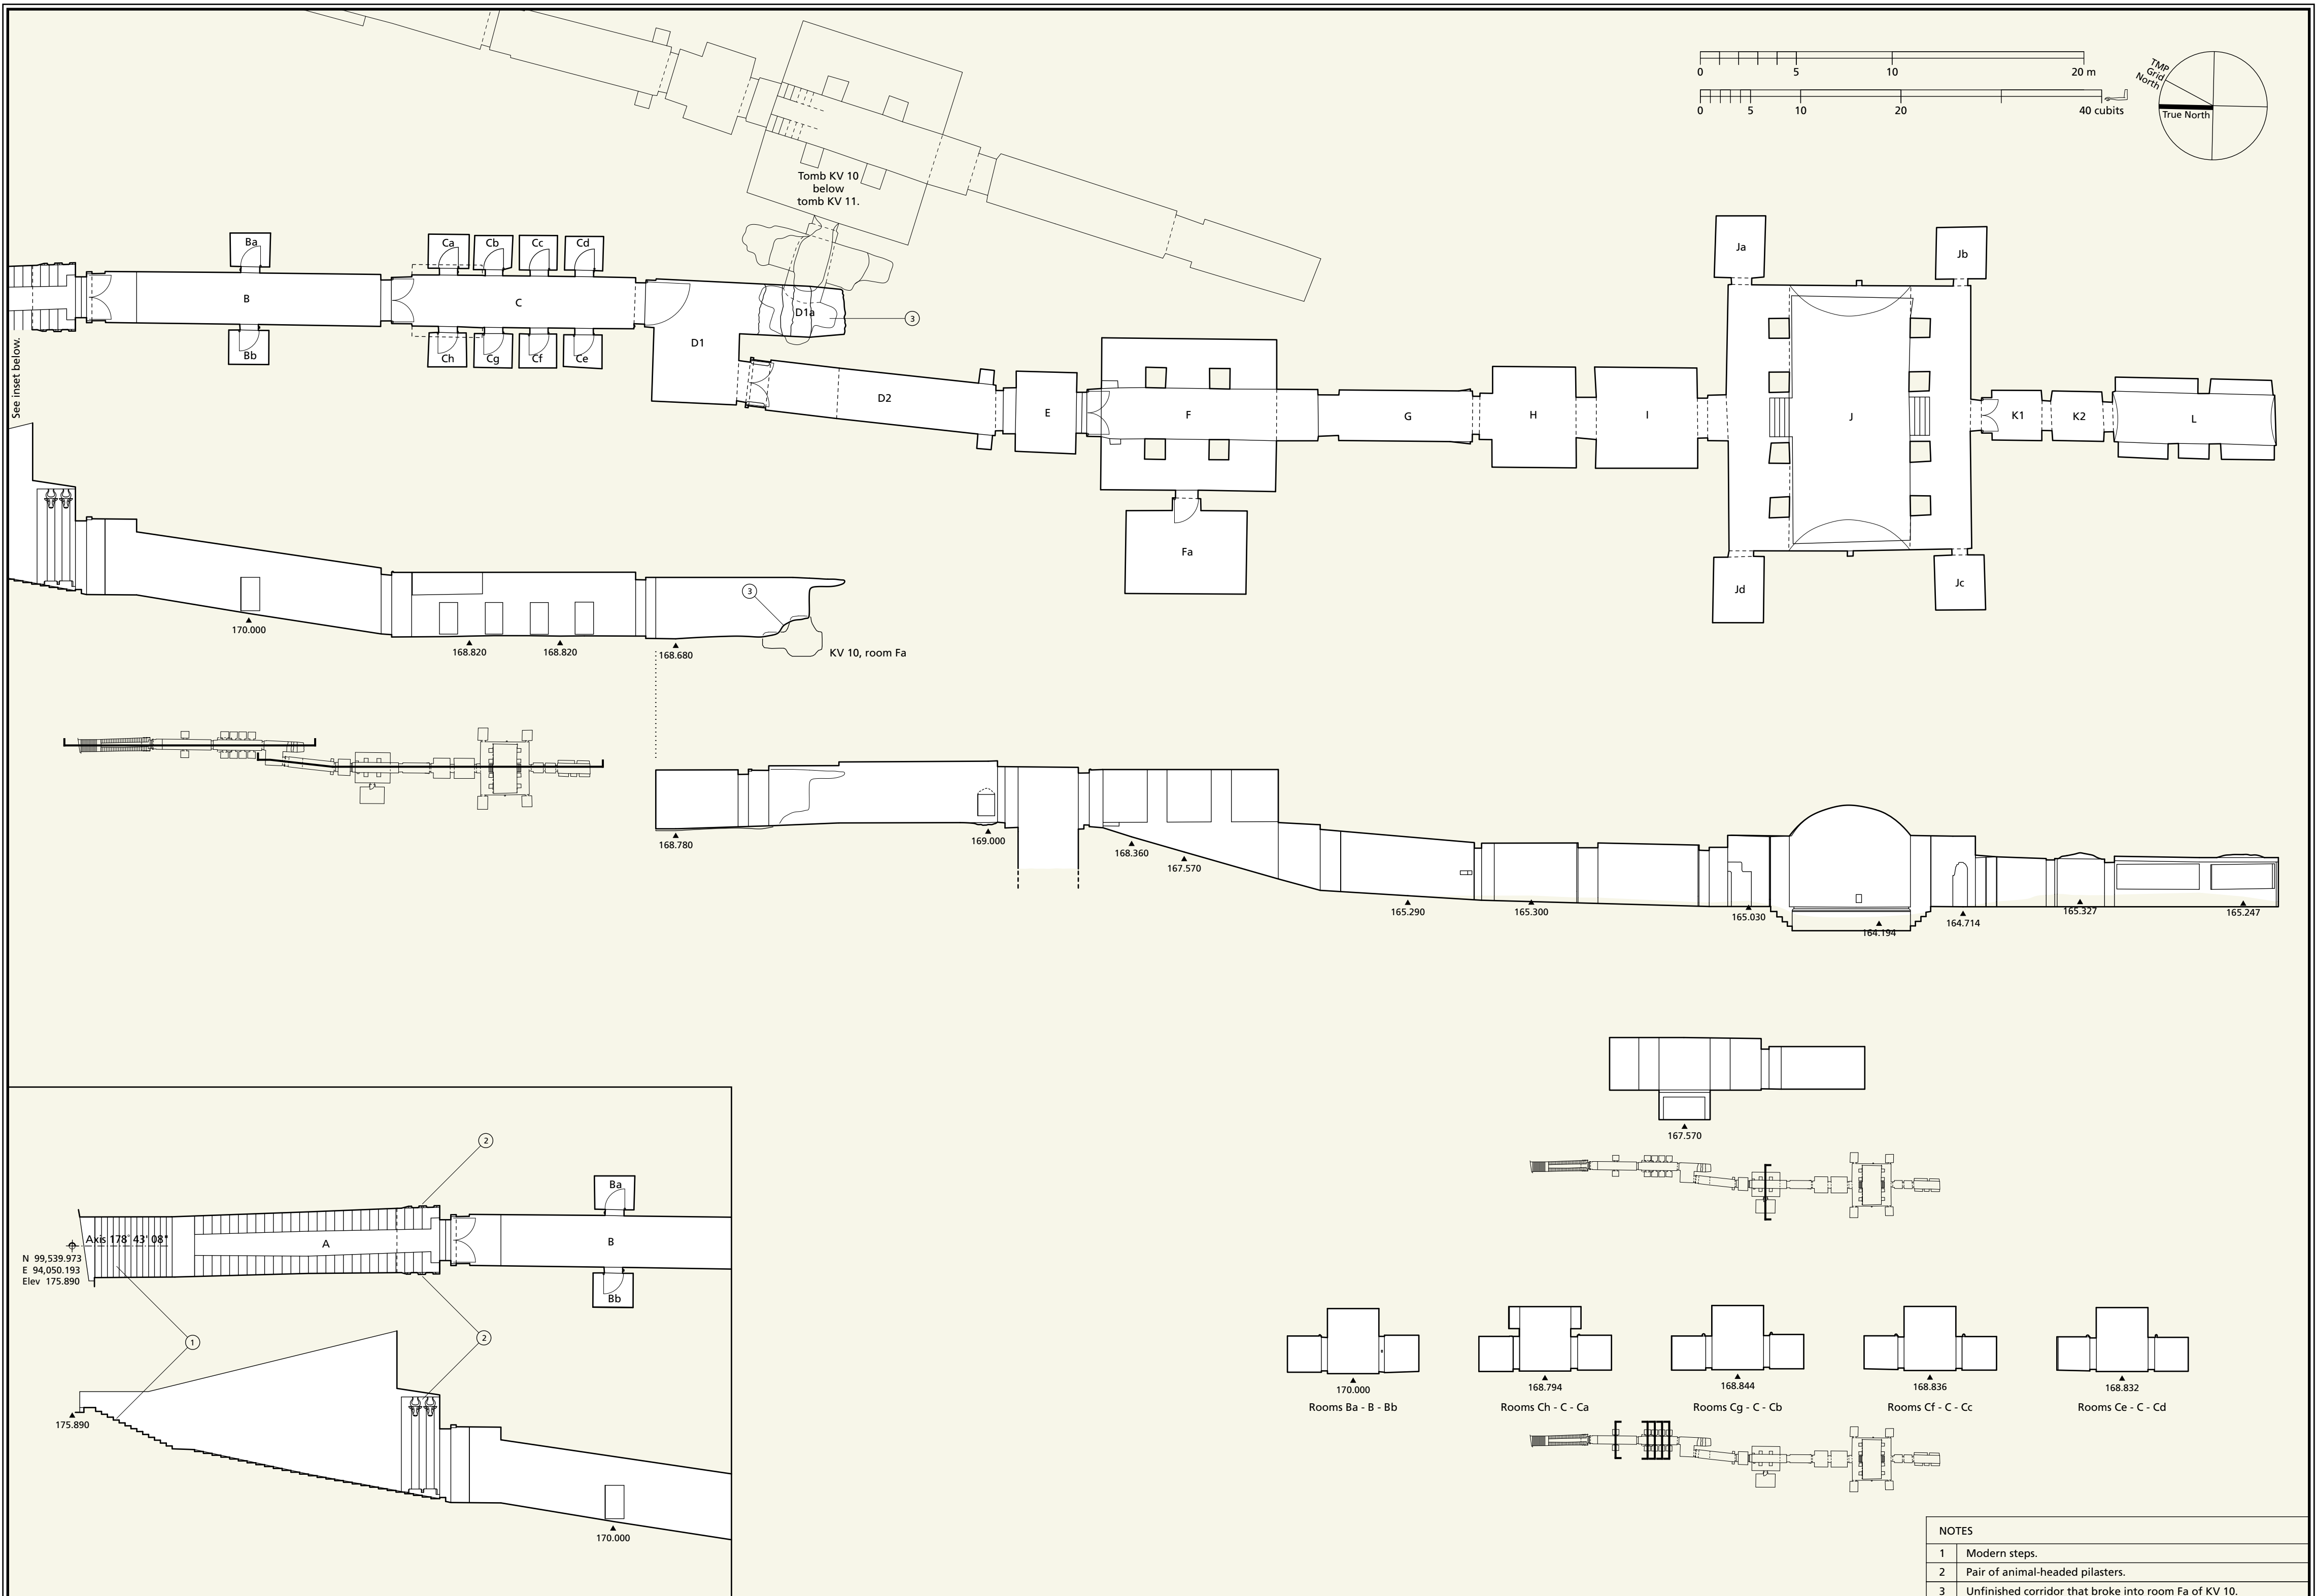 0
5
10
20 m
0
5
10
20
40 cubits
TMP
Grid
North
True North
Tomb KV 10
below
tomb KV 11.
Ba
Ca
Cb
Cc
Cd
B
C
D1a
3
Bb
Ch
Cg
Cf
Ce
D1
D2
E
F
G
H
I
J
K1
K2
L
Ja
Jb
Fa
Jd
Jc
See inset below.
170.000
168.820
168.820
168.680
3
KV 10, room Fa
168.780
169.000
168.360
167.570
165.290
165.300
165.030
164.194
164.714
165.327
165.247
167.570
2
Ba
Axis 178° 43' 08"
A
B
N 99,539.973
E 94,050.193
Elev 175.890
Bb
1
2
175.890
170.000
170.000
168.794
168.844
168.836
168.832
Rooms Ba - B - Bb
Rooms Ch - C - Ca
Rooms Cg - C - Cb
Rooms Cf - C - Cc
Rooms Ce - C - Cd
NOTES
1 Modern steps.
2 Pair of animal-headed pilasters.
3 Unfinished corridor that broke into room Fa of KV 10.